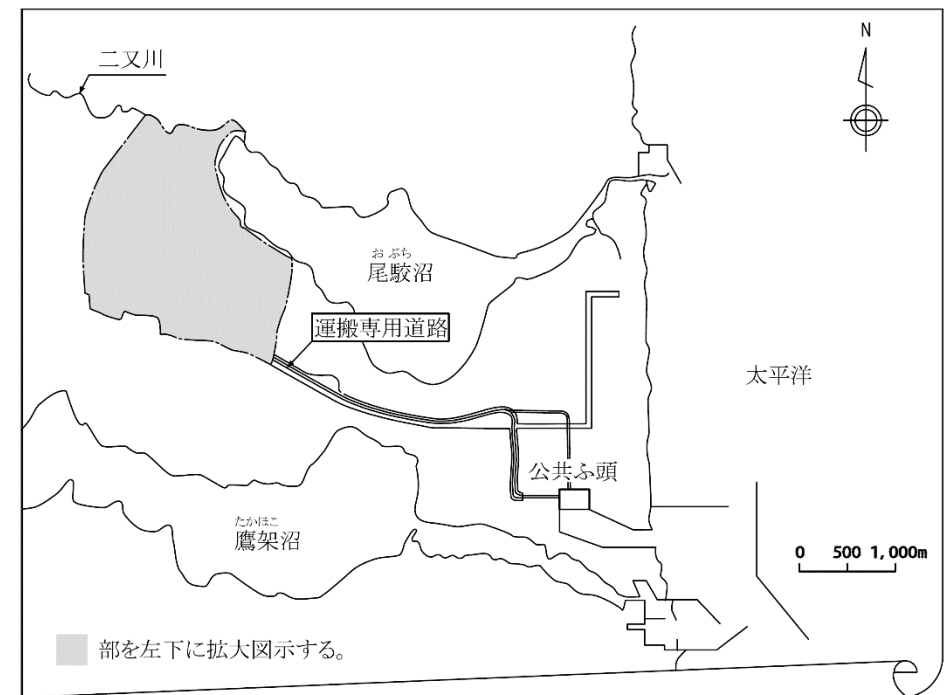 二又川
N
おぶち
尾駮沼
運搬専用道路
太平洋
公共ふ頭
たかほこ
鷹架沼
0 500 1,000m
部を左下に拡大図示する。